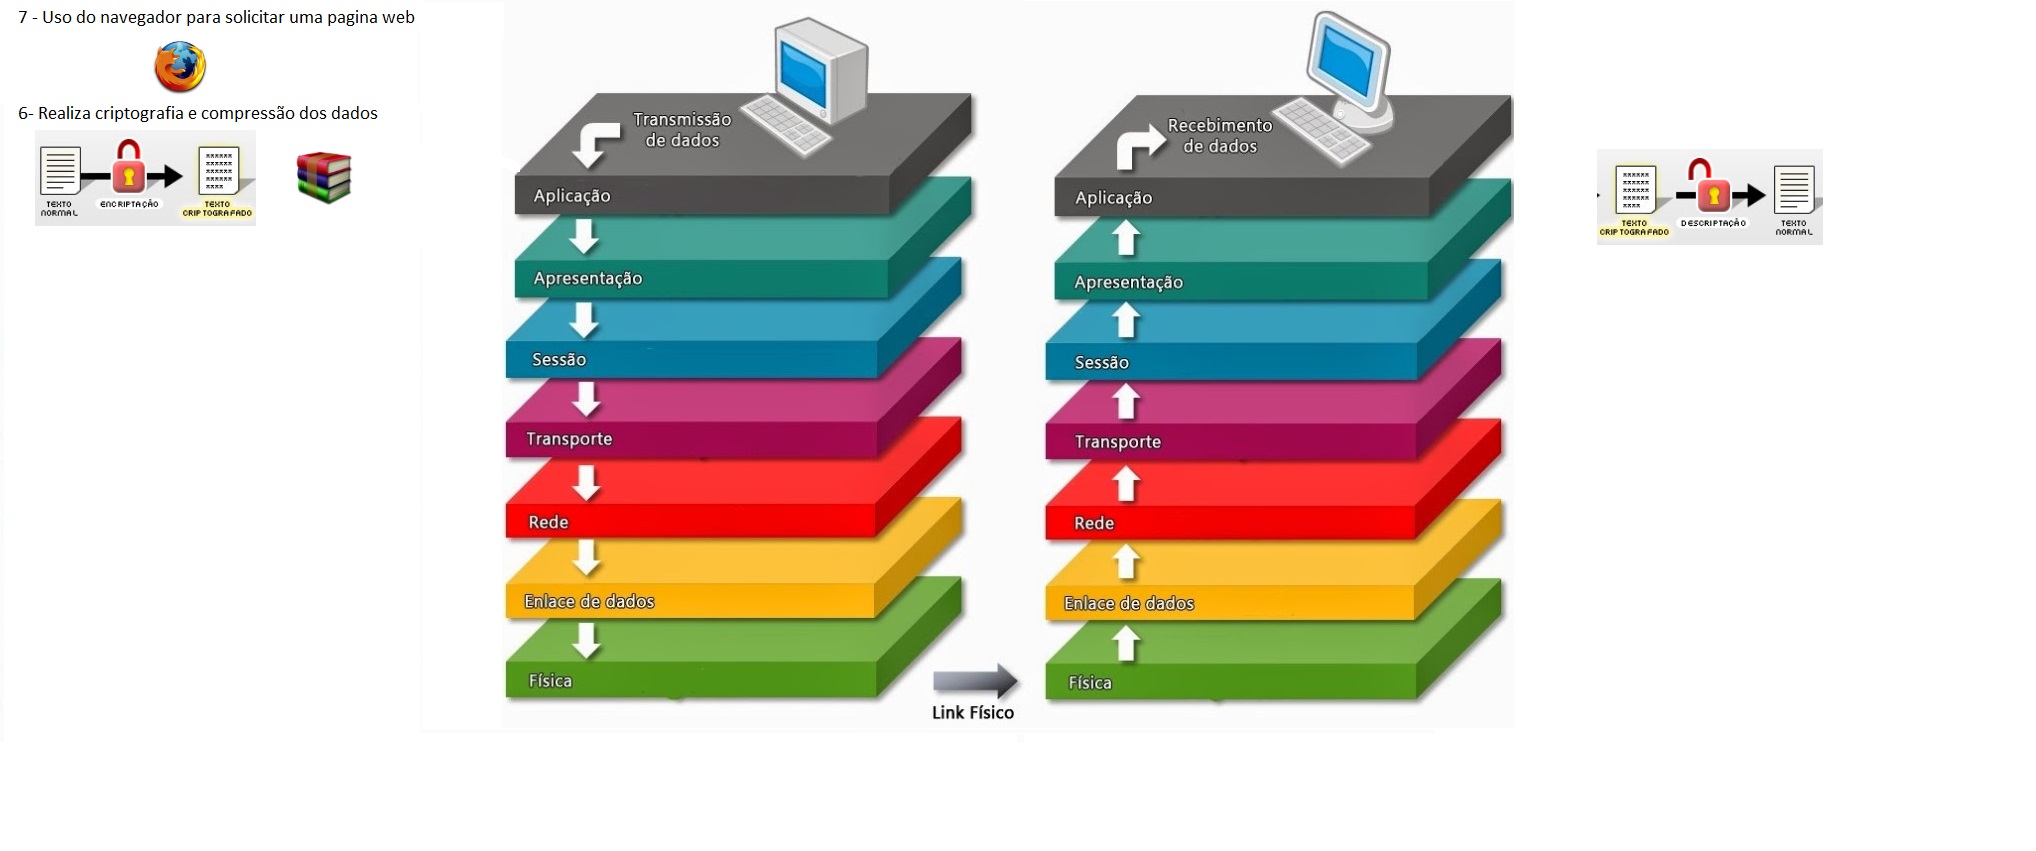 7 - Uso do navegador para solicitar uma pagina web
6- Realiza criptografia e compressão dos dados
TEXTO
NORMAL
ENCRIPTAÇÃO
TEXTO
CRIPTOGRAFADO
Transmissão
de dados
Aplicação
Apresentação
Sessão
Transporte
Rede
Enlace de dados
Física
Link Físico
Recebimento
de dados
Aplicação
Apresentação
Sessão
Transporte
Rede
Enlace de dados
Física
TEXTO
CRIPTOGRAFADO
DESCRIPTAÇÃO
TEXTO
NORMAL